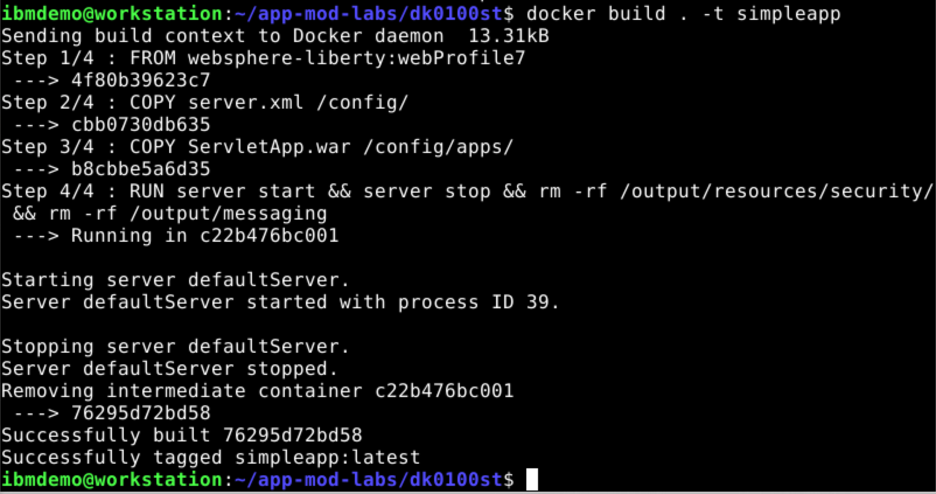 ibmdemo@workstation:~/app-mod-labs/dk0100st$ docker build . -t simpleapp
Sending build context to Docker daemon  13.31kB
Step 1/4 : FROM websphere-liberty:webProfile7
 ---> 4f80b39623c7
Step 2/4 : COPY server.xml /config/
 ---> cbb0730db635
Step 3/4 : COPY ServletApp.war /config/apps/
 ---> b8cbbe5a6d35
Step 4/4 : RUN server start && server stop && rm -rf /output/resources/security/
 && rm -rf /output/messaging
 ---> Running in c22b476bc001
Starting server defaultServer.
Server defaultServer started with process ID 39.
Stopping server defaultServer.
Server defaultServer stopped.
Removing intermediate container c22b476bc001
 ---> 76295d72bd58
Successfully built 76295d72bd58
Successfully tagged simpleapp:latest
ibmdemo@workstation:~/app-mod-labs/dk0100st$